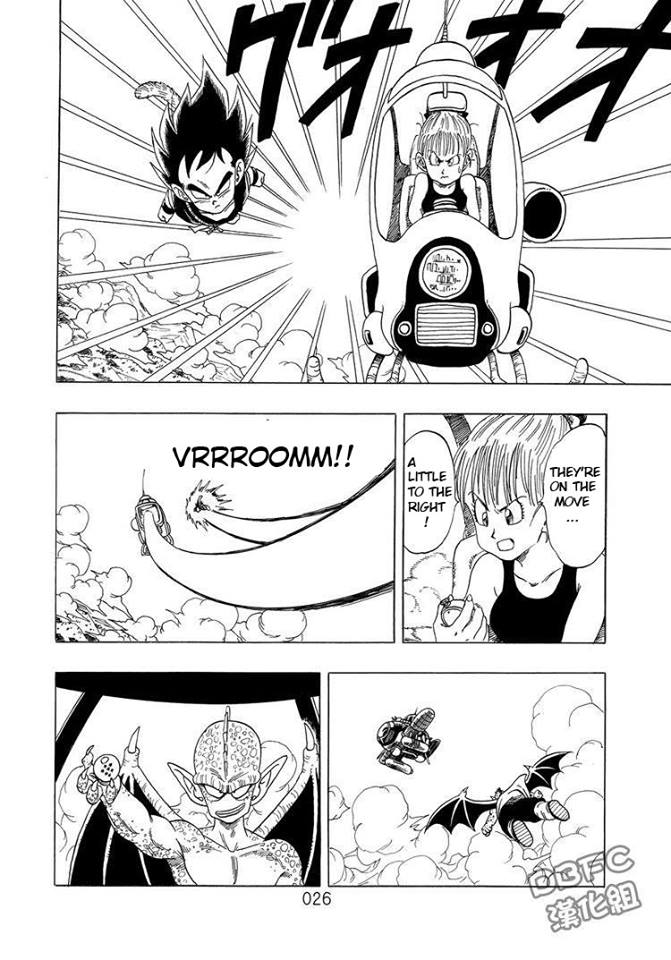 グオオオ
THEY'RE
ON THE
MOVE
...
A
LITTLE
TO THE
RIGHT
!
VRRROOMM!!
026
DBFC
漢化組